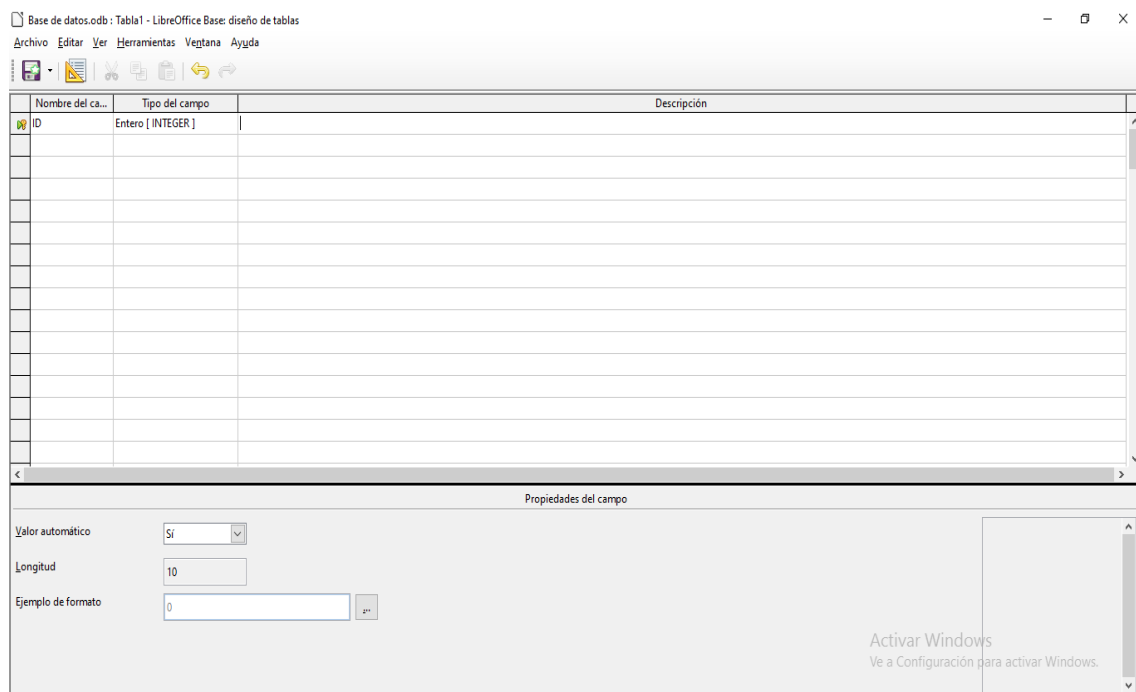 Base de datos.odb : Tabla1 - LibreOffice Base: diseño de tablas
Archivo Editar Ver Herramientas Ventana Ayuda
Nombre del ca... Tipo del campo Descripción
ID Entero [ INTEGER ]
Propiedades del campo
Valor automático Sí
Longitud 10
Ejemplo de formato 0 ...
Activar Windows
Ve a Configuración para activar Windows.